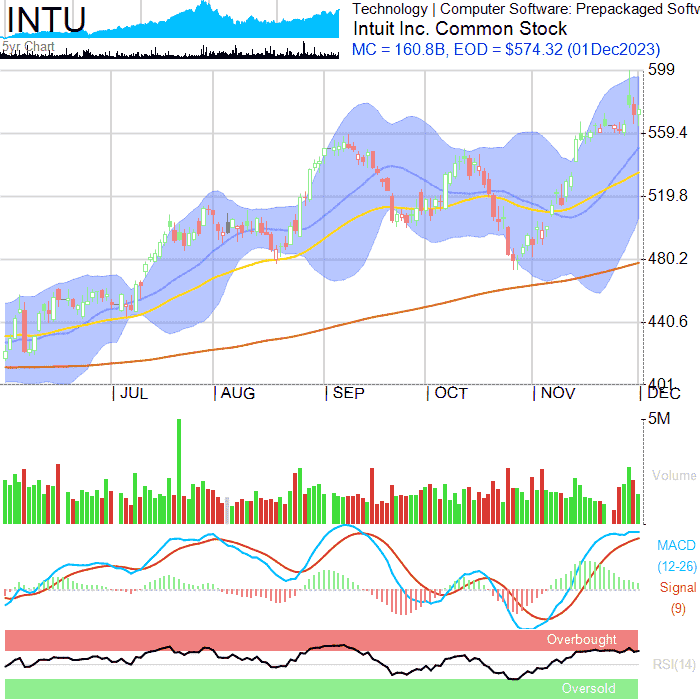 INTU
5yr Chart
Technology | Computer Software: Prepackaged Softw
Intuit Inc. Common Stock
MC = 160.8B, EOD = $574.32 (01Dec2023)
599
559.4
519.8
480.2
440.6
401
| JUL | AUG | SEP | OCT | NOV | DEC
5M
Volume
MACD
(12-26)
Signal
(9)
Overbought
RSI(14)
Oversold